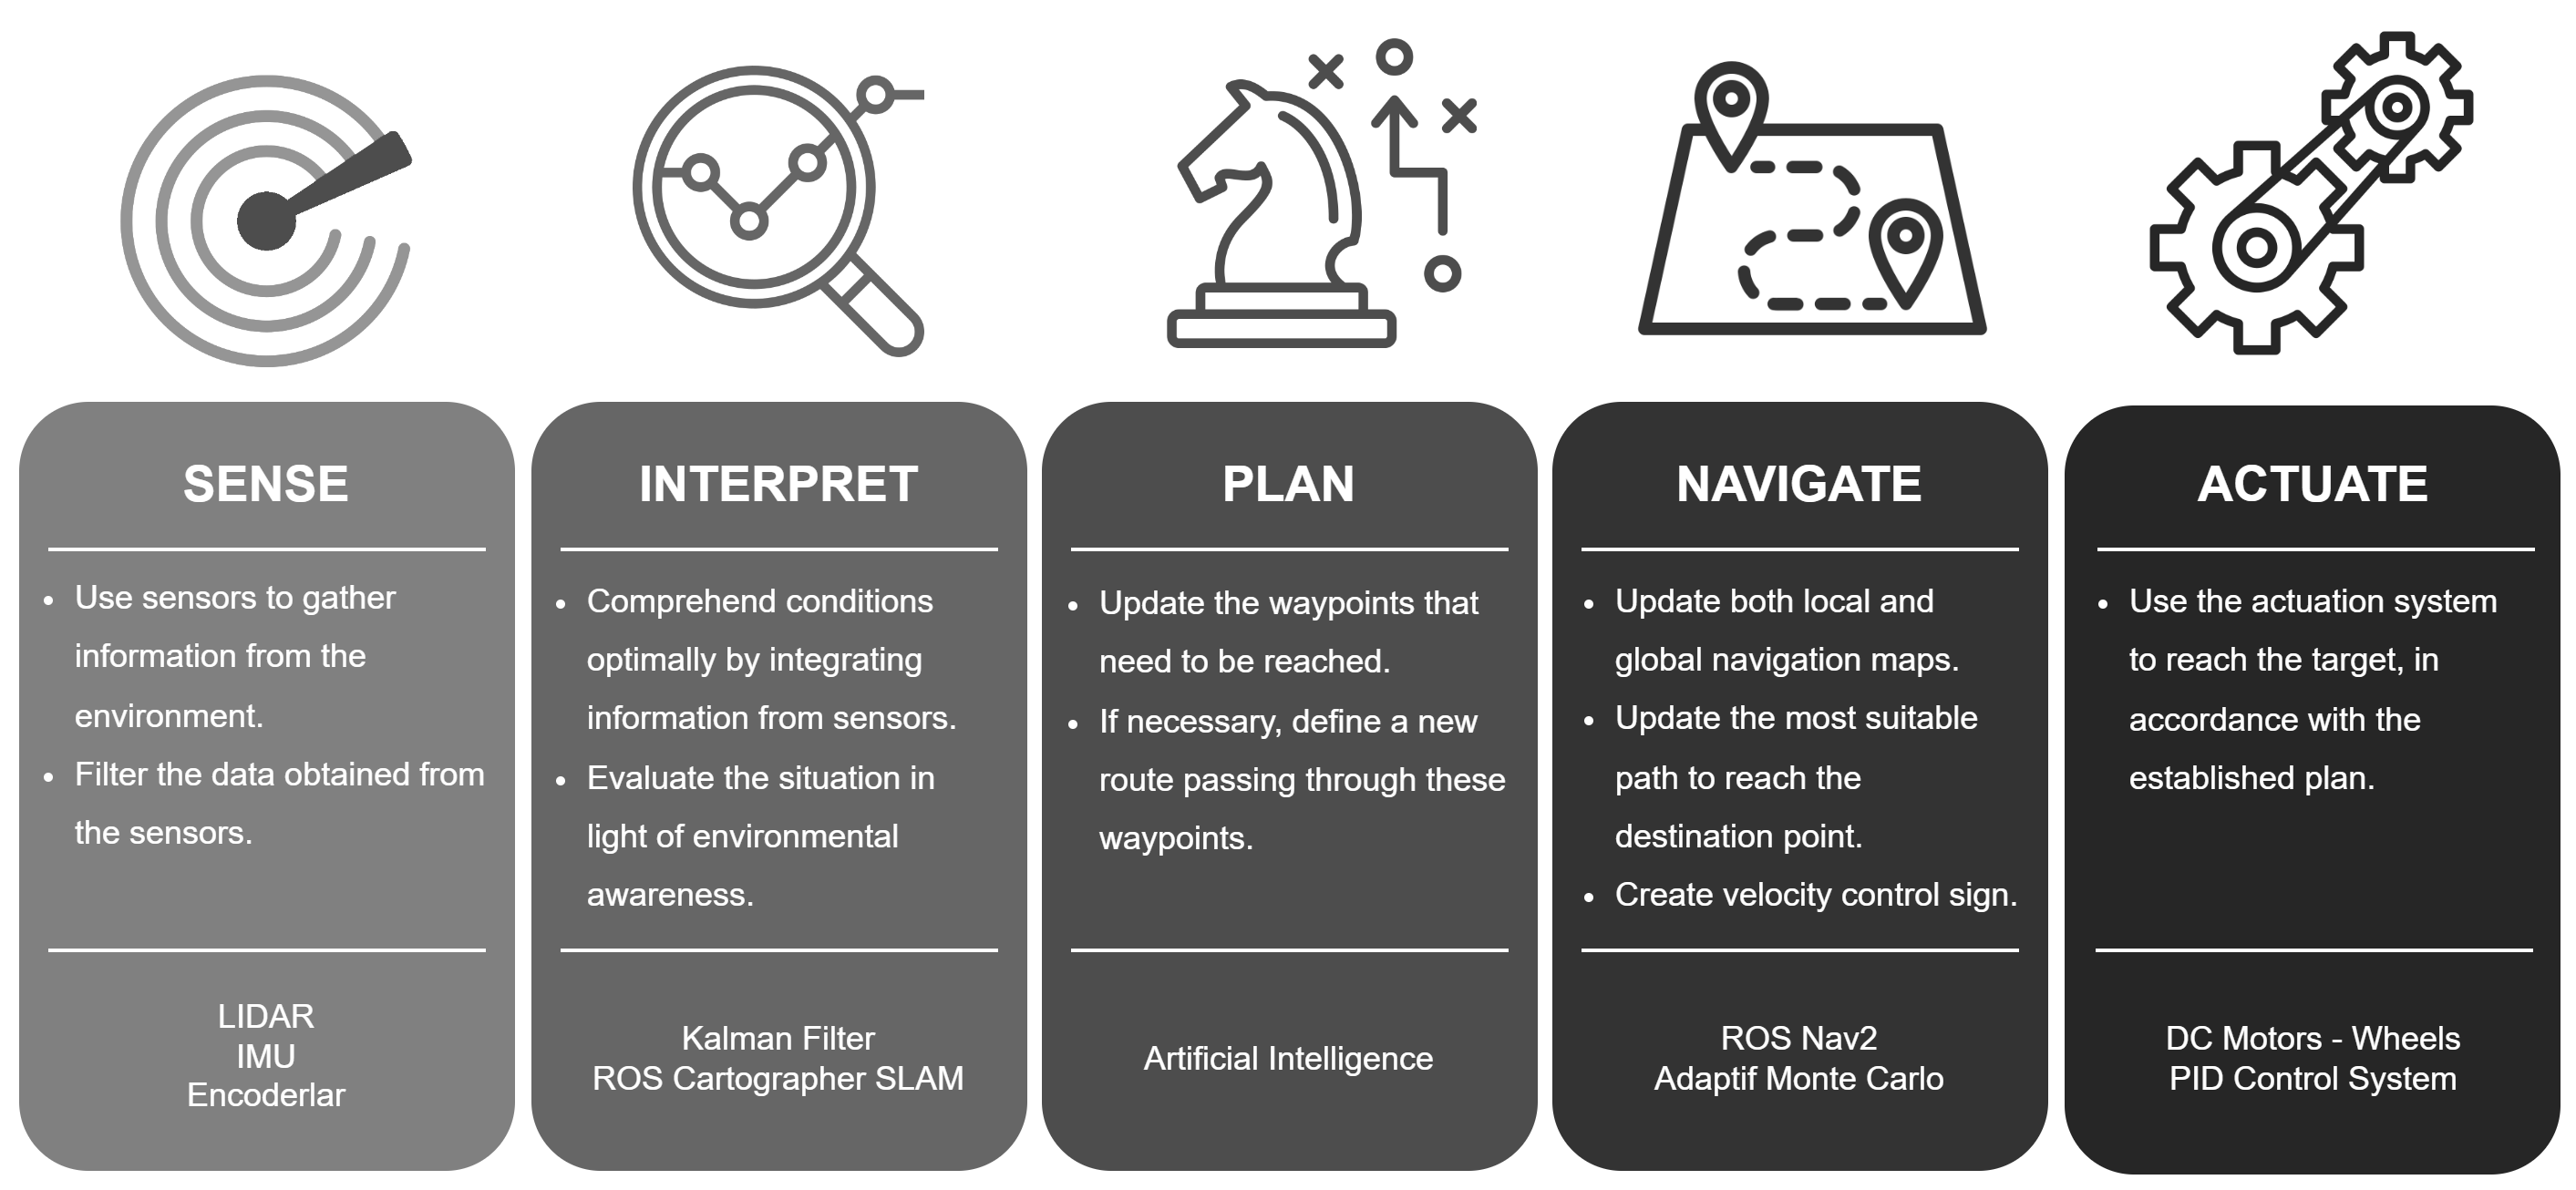 SENSE
• Use sensors to gather
information from the
environment.
• Filter the data obtained from
the sensors.
LIDAR
IMU
Encoderlar
INTERPRET
• Comprehend conditions
optimally by integrating
information from sensors.
• Evaluate the situation in
light of environmental
awareness.
Kalman Filter
ROS Cartographer SLAM
PLAN
• Update the waypoints that
need to be reached.
• If necessary, define a new
route passing through these
waypoints.
Artificial Intelligence
NAVIGATE
• Update both local and
global navigation maps.
• Update the most suitable
path to reach the
destination point.
• Create velocity control sign.
ROS Nav2
Adaptif Monte Carlo
ACTUATE
• Use the actuation system
to reach the target, in
accordance with the
established plan.
DC Motors - Wheels
PID Control System